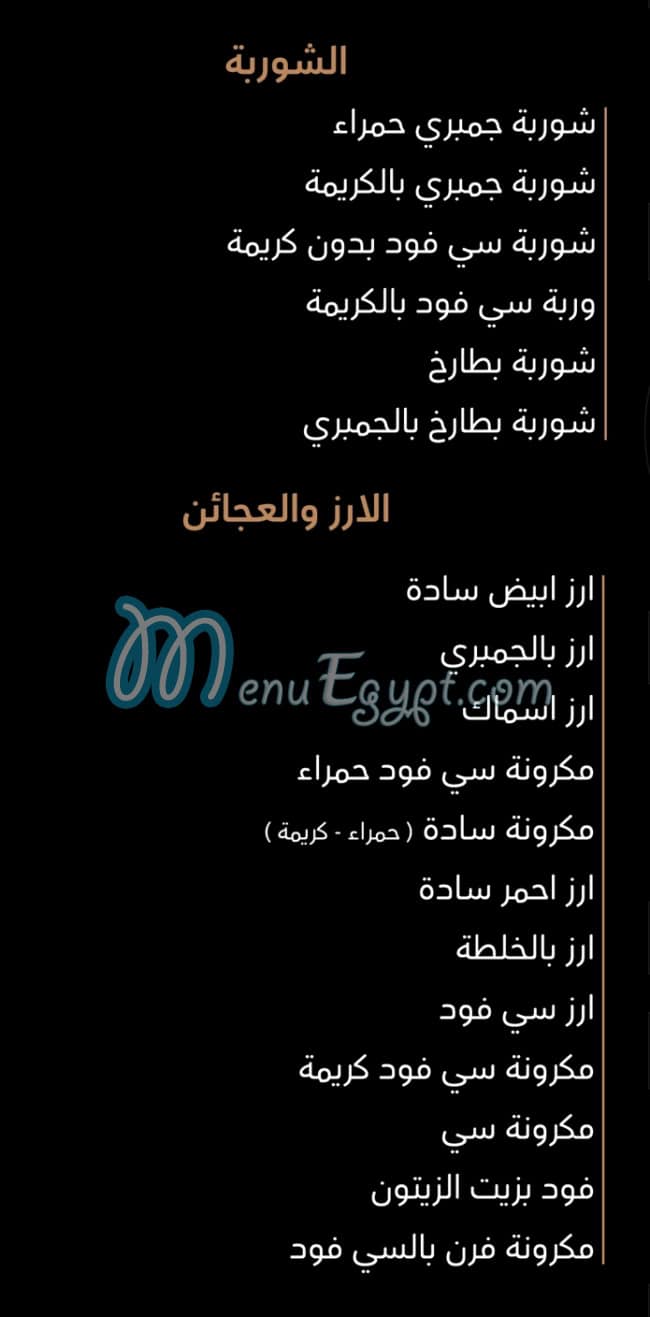 الشوربة
شوربة جمبري حمراء
شوربة جمبري بالكريمة
شوربة سي فود بدون كريمة
وربة سي فود بالكريمة
شوربة بطارخ
شوربة بطارخ بالجمبري
الارز والعجائن
ارز ابيض سادة
ارز بالجمبري
MenuEgypt.com
ارز اسماك
مكرونة سي فود حمراء
مكرونة سادة ( حمراء - كريمة )
ارز احمر سادة
ارز بالخلطة
ارز سي فود
مكرونة سي فود كريمة
مكرونة سي
فود بزيت الزيتون
مكرونة فرن بالسي فود